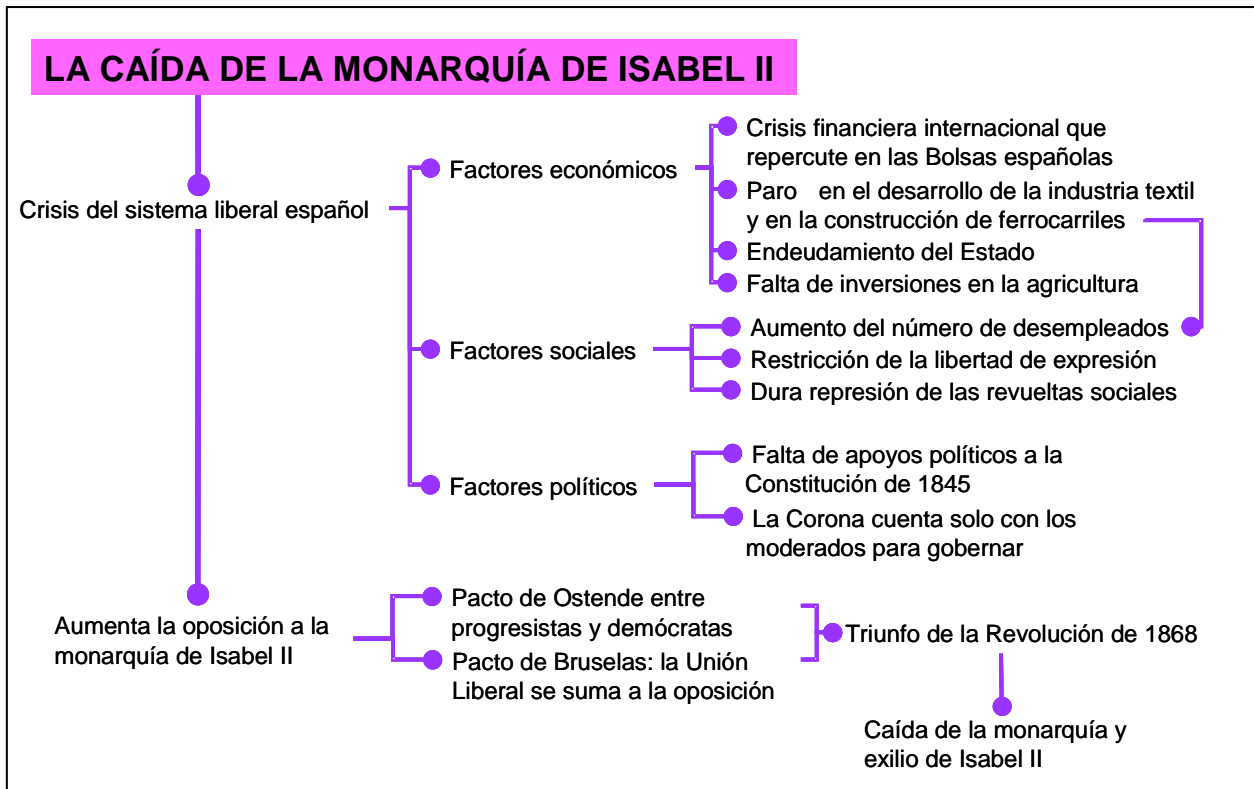 LA CAÍDA DE LA MONARQUÍA DE ISABEL II
Crisis del sistema liberal español
Factores económicos
Crisis financiera internacional que
repercute en las Bolsas españolas
Paro en el desarrollo de la industria textil
y en la construcción de ferrocarriles
Endeudamiento del Estado
Falta de inversiones en la agricultura
Factores sociales
Aumento del número de desempleados
Restricción de la libertad de expresión
Dura represión de las revueltas sociales
Factores políticos
Falta de apoyos políticos a la
Constitución de 1845
La Corona cuenta solo con los
moderados para gobernar
Aumenta la oposición a la
monarquía de Isabel II
Pacto de Ostende entre
progresistas y demócratas
Pacto de Bruselas: la Unión
Liberal se suma a la oposición
Triunfo de la Revolución de 1868
Caída de la monarquía y
exilio de Isabel II